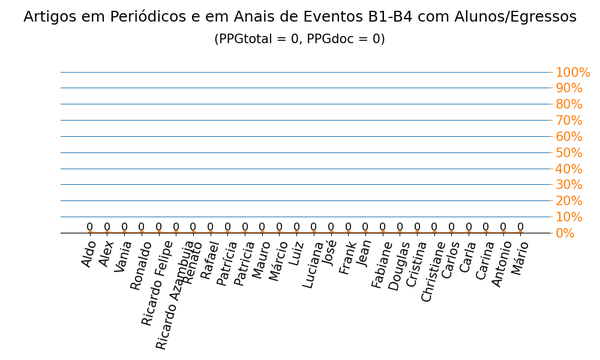 Artigos em Periódicos e em Anais de Eventos B1-B4 com Alunos/Egressos
(PPGtotal = 0, PPGdoc = 0)
100%
90%
80%
70%
60%
50%
40%
30%
20%
10%
0%
0 0 0 0 0 0 0 0 0 0 0 0 0 0 0 0 0 0 0 0 0 0 0 0 0 0
Aldo
Alex
Vania
Ronaldo
Ricardo Felipe
Ricardo Azambuja
Renato
Rafael
Patrícia
Patricia
Mauro
Márcio
Luiz
Luciana
José
Frank
Jean
Fabiane
Douglas
Cristina
Christiane
Carlos
Carla
Carina
Antonio
Mário